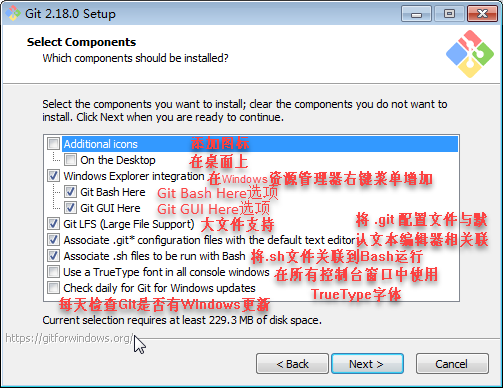 Git 2.18.0 Setup
Select Components
Which components should be installed?
Select the components you want to install; clear the components you do not want to
install. Click Next when you are ready to continue.
Additional icons 添加图标
On the Desktop 在桌面上
Windows Explorer integration 在Windows资源管理器右键菜单增加
Git Bash Here Git Bash Here选项
Git GUI Here Git GUI Here选项
Git LFS (Large File Support) 大文件支持 将 .git 配置文件与默
Associate .git* configuration files with the default text editor 认文本编辑器相关联
Associate .sh files to be run with Bash 将.sh文件关联到Bash运行
Use a TrueType font in all console windows 在所有控制台窗口中使用
Check daily for Git for Windows updates TrueType字体
每天检查Git是否有Windows更新
Current selection requires at least 229.3 MB of disk space.
https://gitforwindows.org/
< Back Next > Cancel